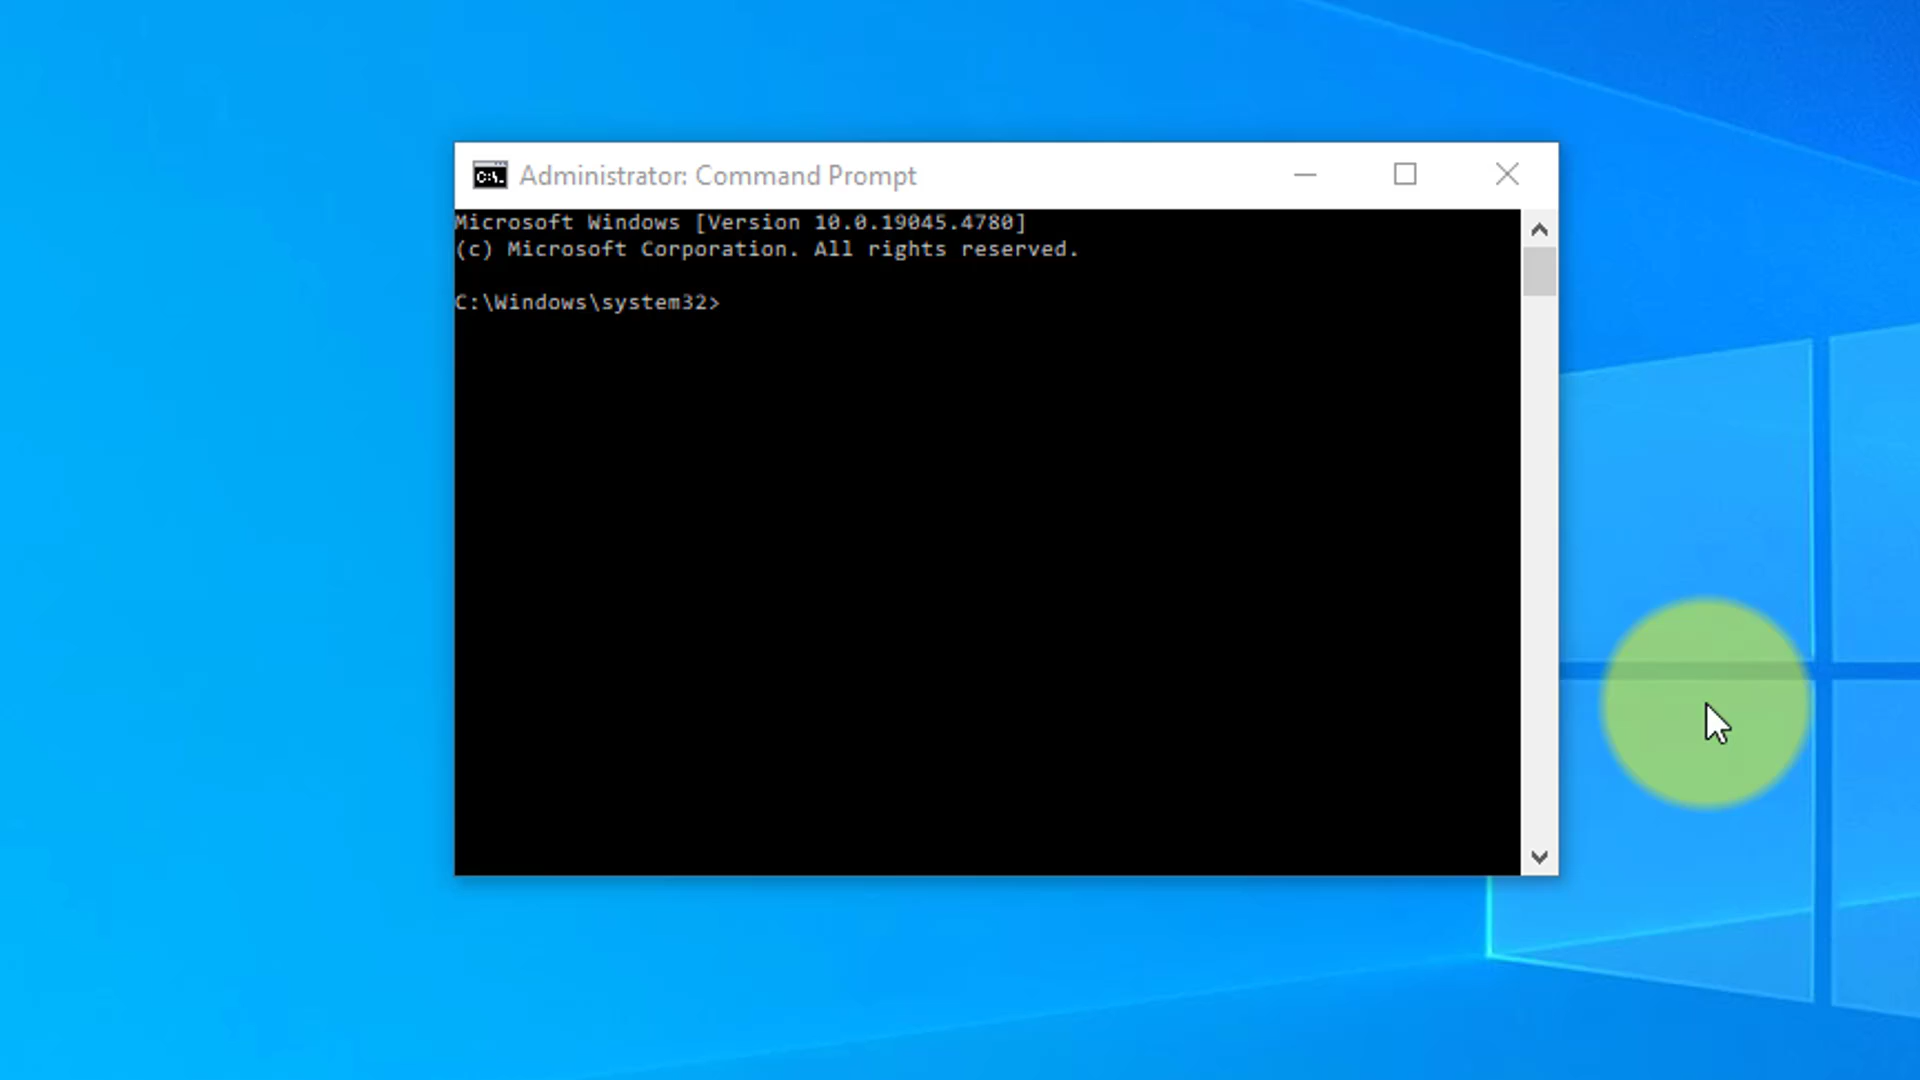 Administrator: Command Prompt
Microsoft Windows [Version 10.0.19045.4780]
(c) Microsoft Corporation. All rights reserved.
C:\Windows\system32>